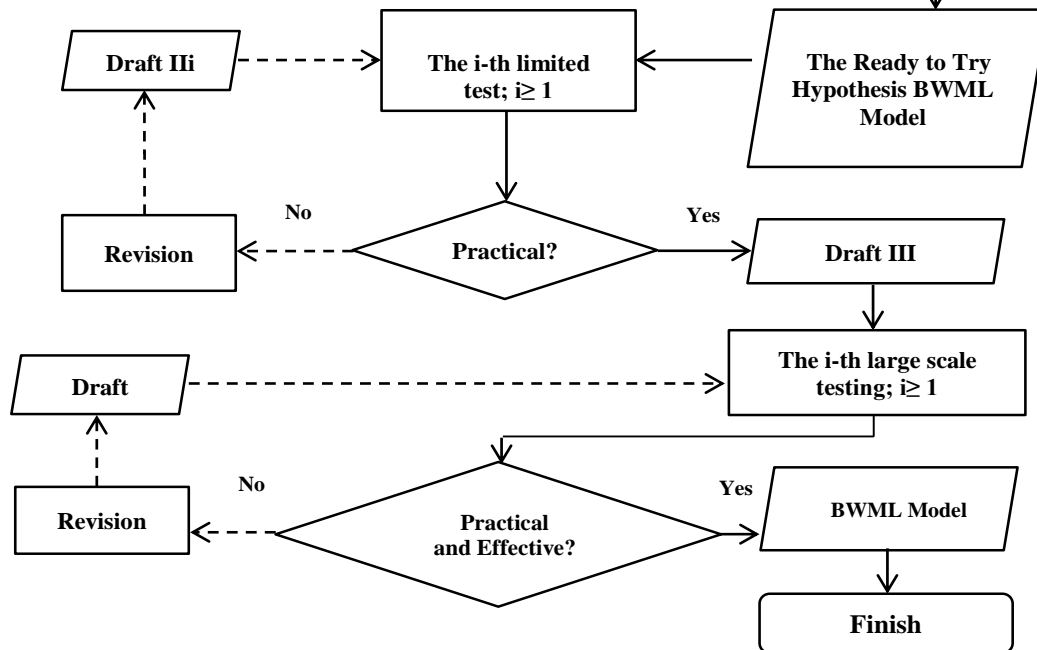 Draft IIi
The i-th limited
test; i≥ 1
The Ready to Try
Hypothesis BWML
Model
No
Yes
Revision
Practical?
Draft III
The i-th large scale
testing; i≥ 1
Draft
No
Yes
Revision
Practical
and Effective?
BWML Model
Finish